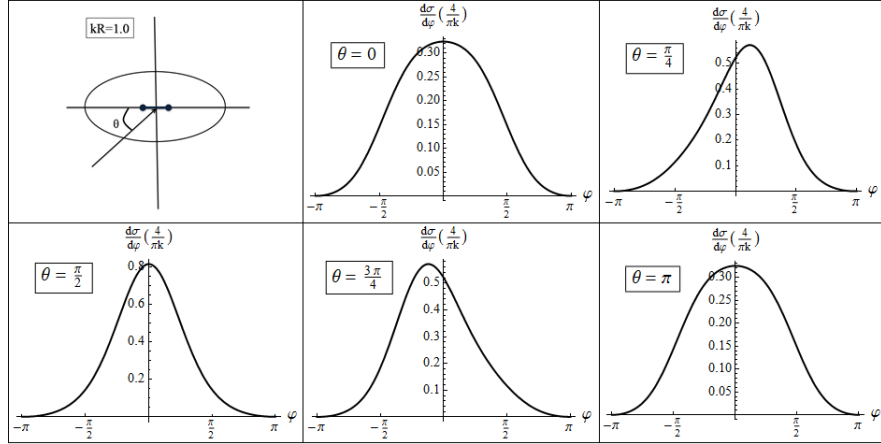 kR=1.0
θ
dσ/dφ(4/πk)
θ = 0
0.30
0.25
0.20
0.15
0.10
0.05
−π
−π/2
π/2
π
φ
dσ/dφ(4/πk)
θ = π/4
0.5
0.4
0.3
0.2
0.1
−π
−π/2
π/2
π
φ
dσ/dφ(4/πk)
θ = π/2
0.8
0.6
0.4
0.2
−π
−π/2
π/2
π
φ
dσ/dφ(4/πk)
θ = 3π/4
0.5
0.4
0.3
0.2
0.1
−π
−π/2
π/2
π
φ
dσ/dφ(4/πk)
θ = π
0.30
0.25
0.20
0.15
0.10
0.05
−π
−π/2
π/2
π
φ